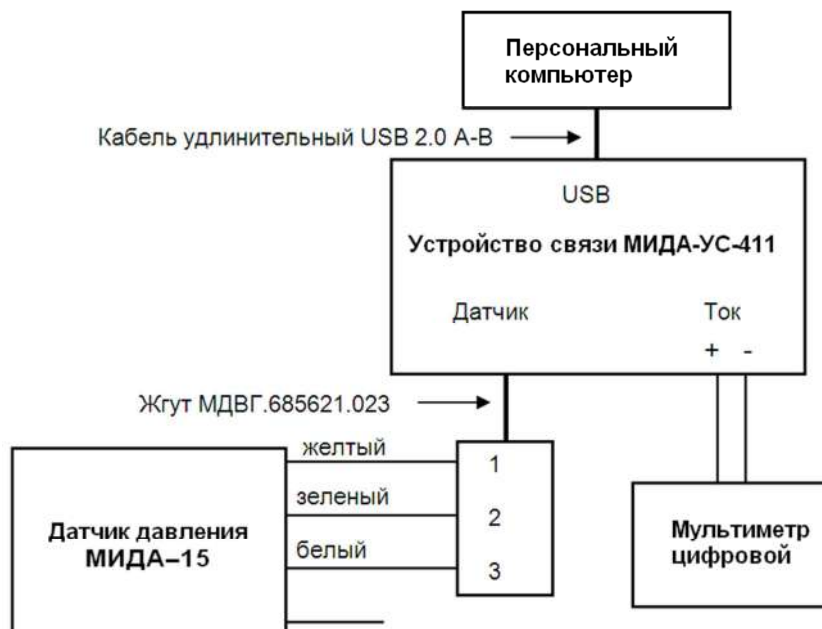 Персональный
компьютер
Кабель удлинительный USB 2.0 A-B
USB
Устройство связи МИДА-УС-411
Датчик
Ток
+ -
Жгут МДВГ.685621.023
желтый
1
зеленый
2
белый
3
Датчик давления
МИДА–15
Мультиметр
цифровой